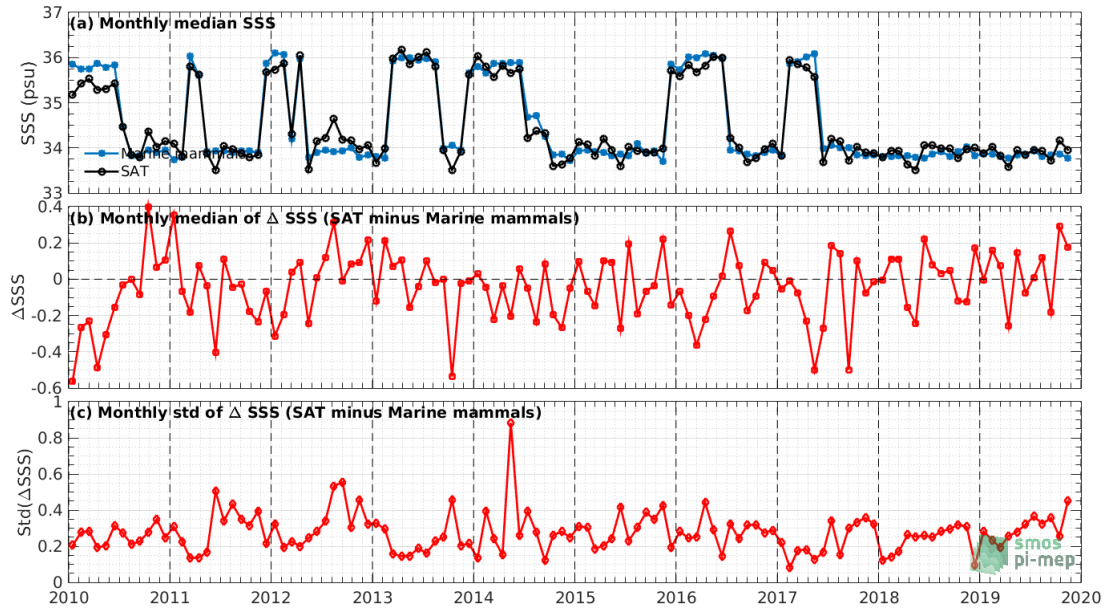 (a) Monthly median SSS
37
36
35
34
33
SSS (psu)
Marine mammals
SAT
(b) Monthly median of Δ SSS (SAT minus Marine mammals)
0.4
0.2
0
-0.2
-0.4
-0.6
ΔSSS
(c) Monthly std of Δ SSS (SAT minus Marine mammals)
1
0.8
0.6
0.4
0.2
0
Std(ΔSSS)
smos
pi-mep
2010 2011 2012 2013 2014 2015 2016 2017 2018 2019 2020